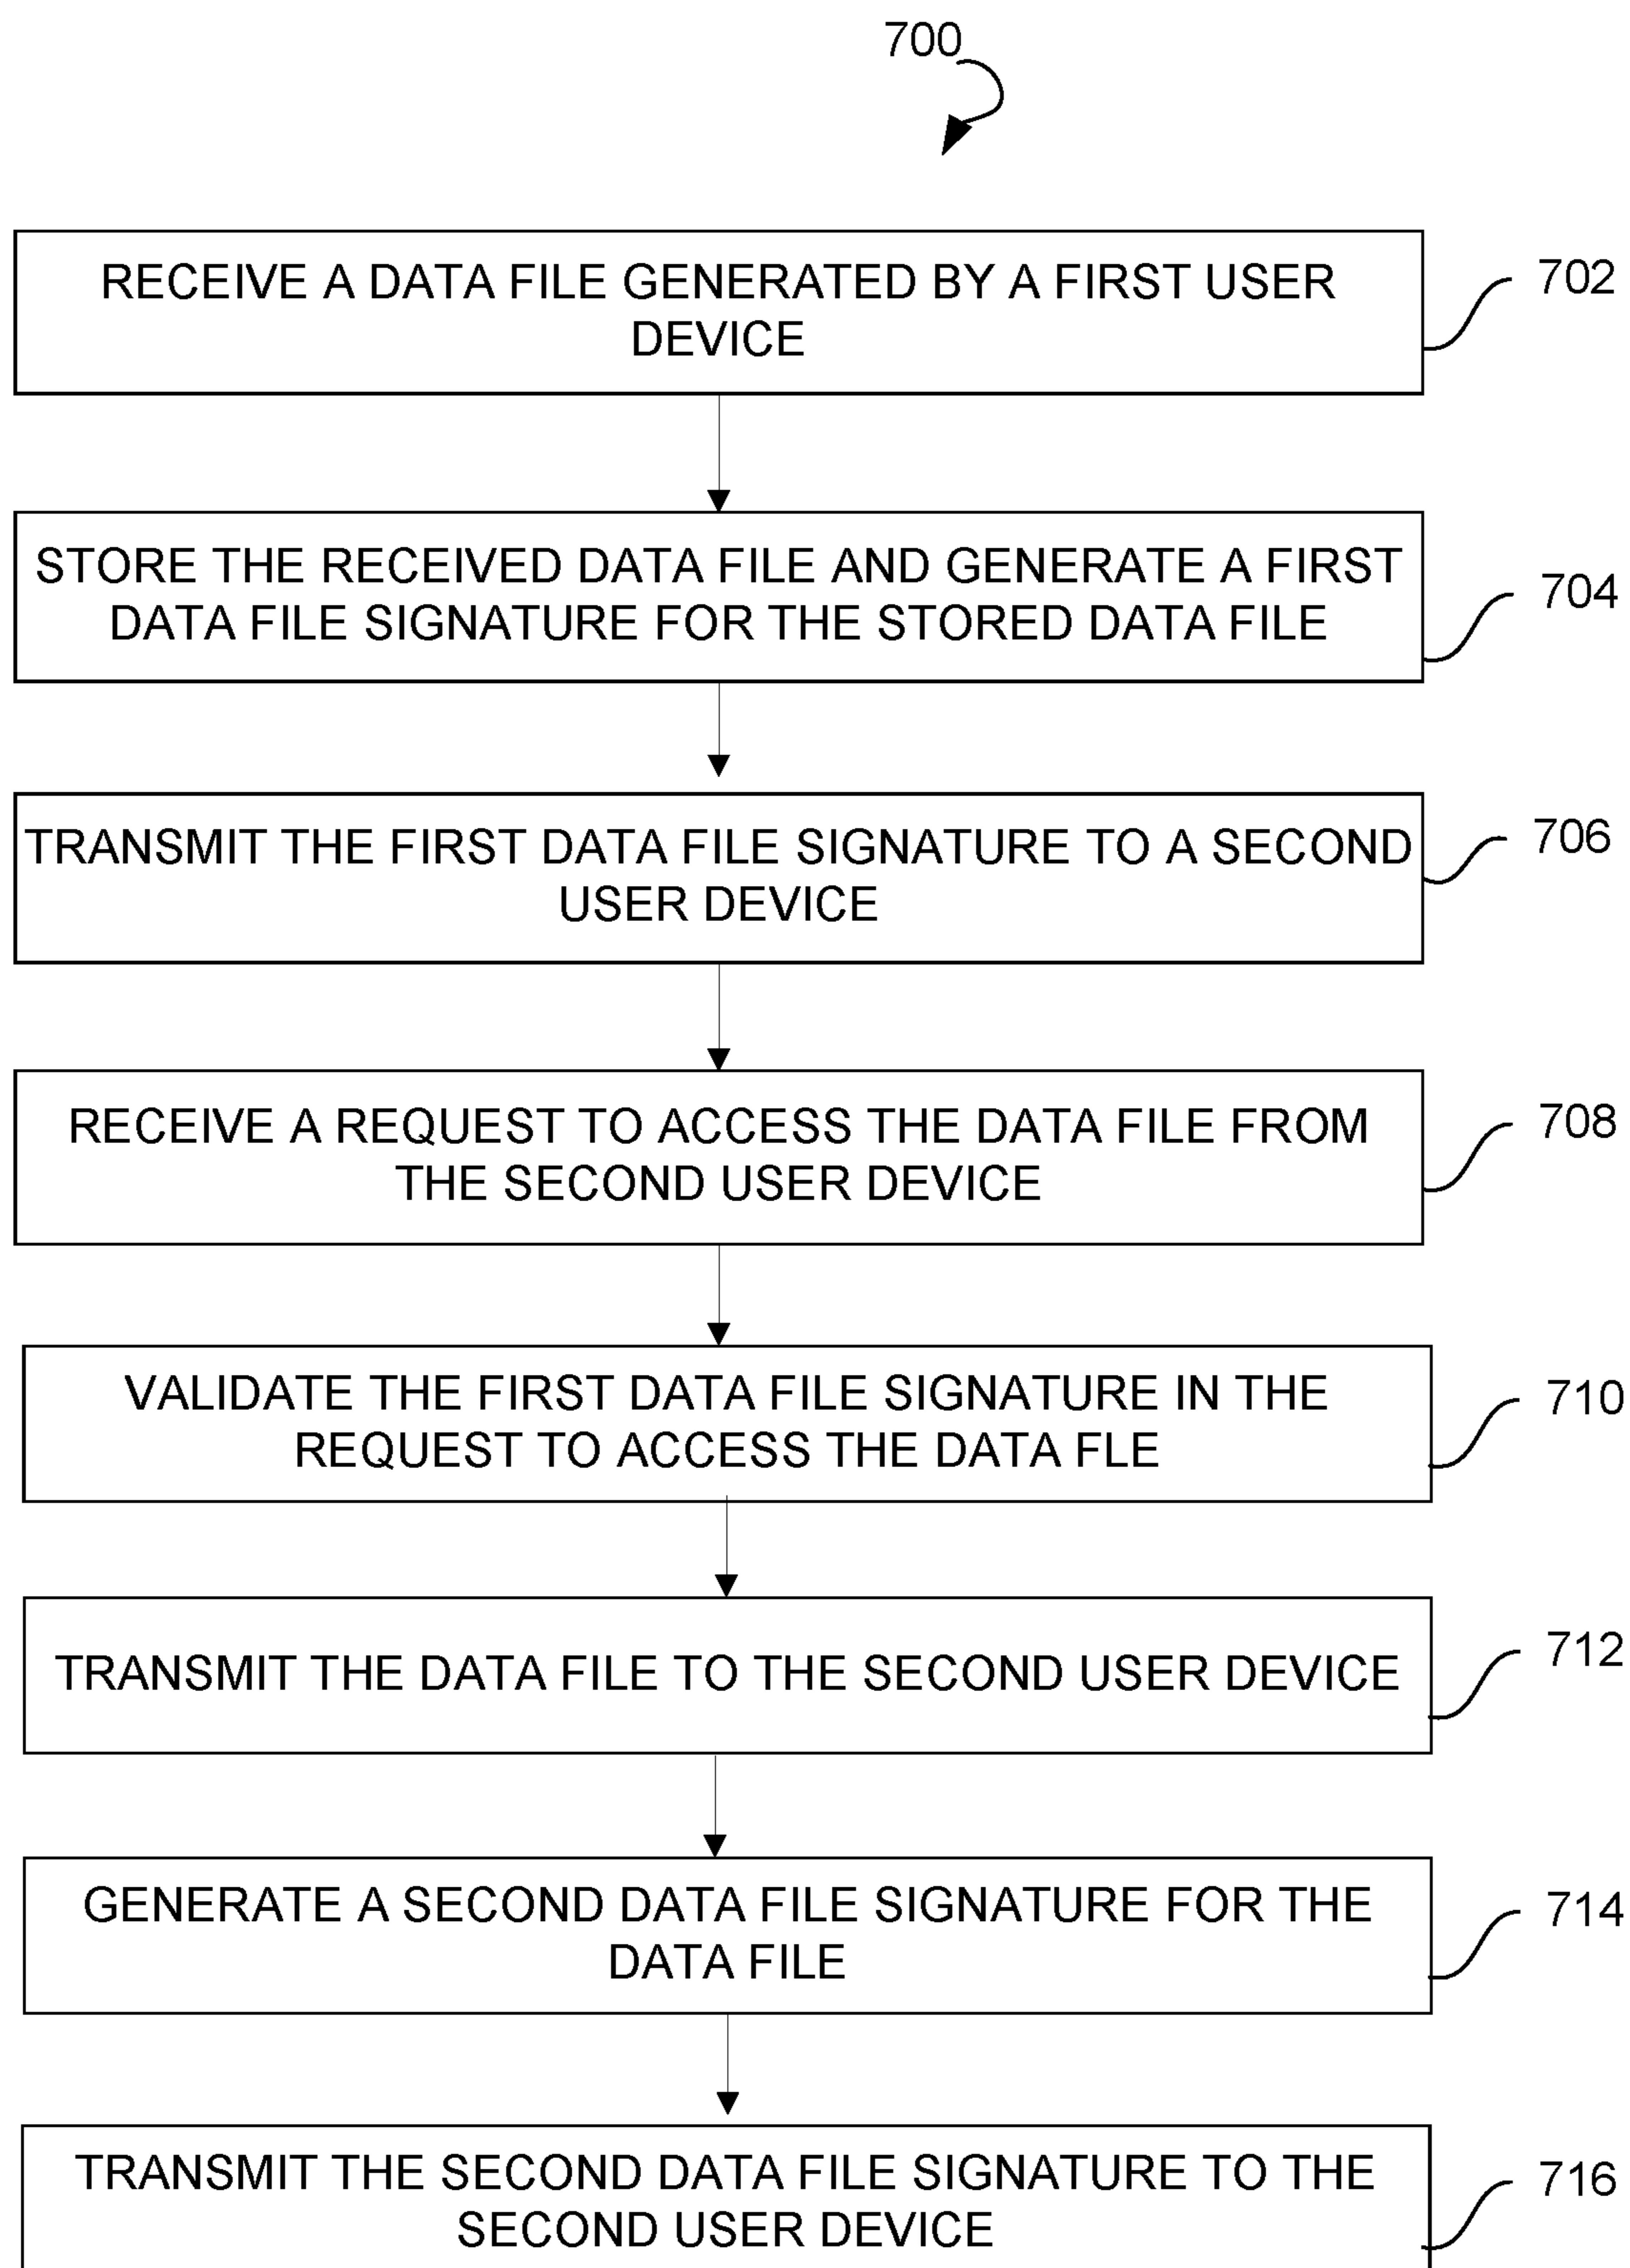 700
RECEIVE A DATA FILE GENERATED BY A FIRST USER
DEVICE
702
STORE THE RECEIVED DATA FILE AND GENERATE A FIRST
DATA FILE SIGNATURE FOR THE STORED DATA FILE
704
TRANSMIT THE FIRST DATA FILE SIGNATURE TO A SECOND
USER DEVICE
706
RECEIVE A REQUEST TO ACCESS THE DATA FILE FROM
THE SECOND USER DEVICE
708
VALIDATE THE FIRST DATA FILE SIGNATURE IN THE
REQUEST TO ACCESS THE DATA FLE
710
TRANSMIT THE DATA FILE TO THE SECOND USER DEVICE
712
GENERATE A SECOND DATA FILE SIGNATURE FOR THE
DATA FILE
714
TRANSMIT THE SECOND DATA FILE SIGNATURE TO THE
SECOND USER DEVICE
716